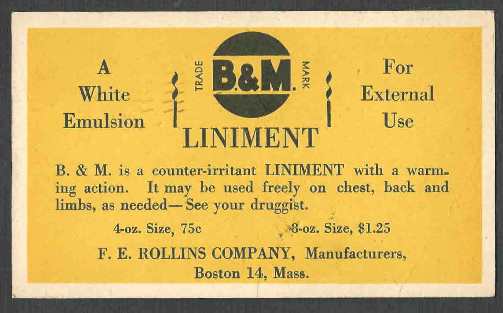 A White Emulsion
TRADE B.&M. MARK
For External Use
LINIMENT
B. & M. is a counter-irritant LINIMENT with a warm-
ing action. It may be used freely on chest, back and
limbs, as needed—See your druggist.
4-oz. Size, 75c 8-oz. Size, $1.25
F. E. ROLLINS COMPANY, Manufacturers,
Boston 14, Mass.